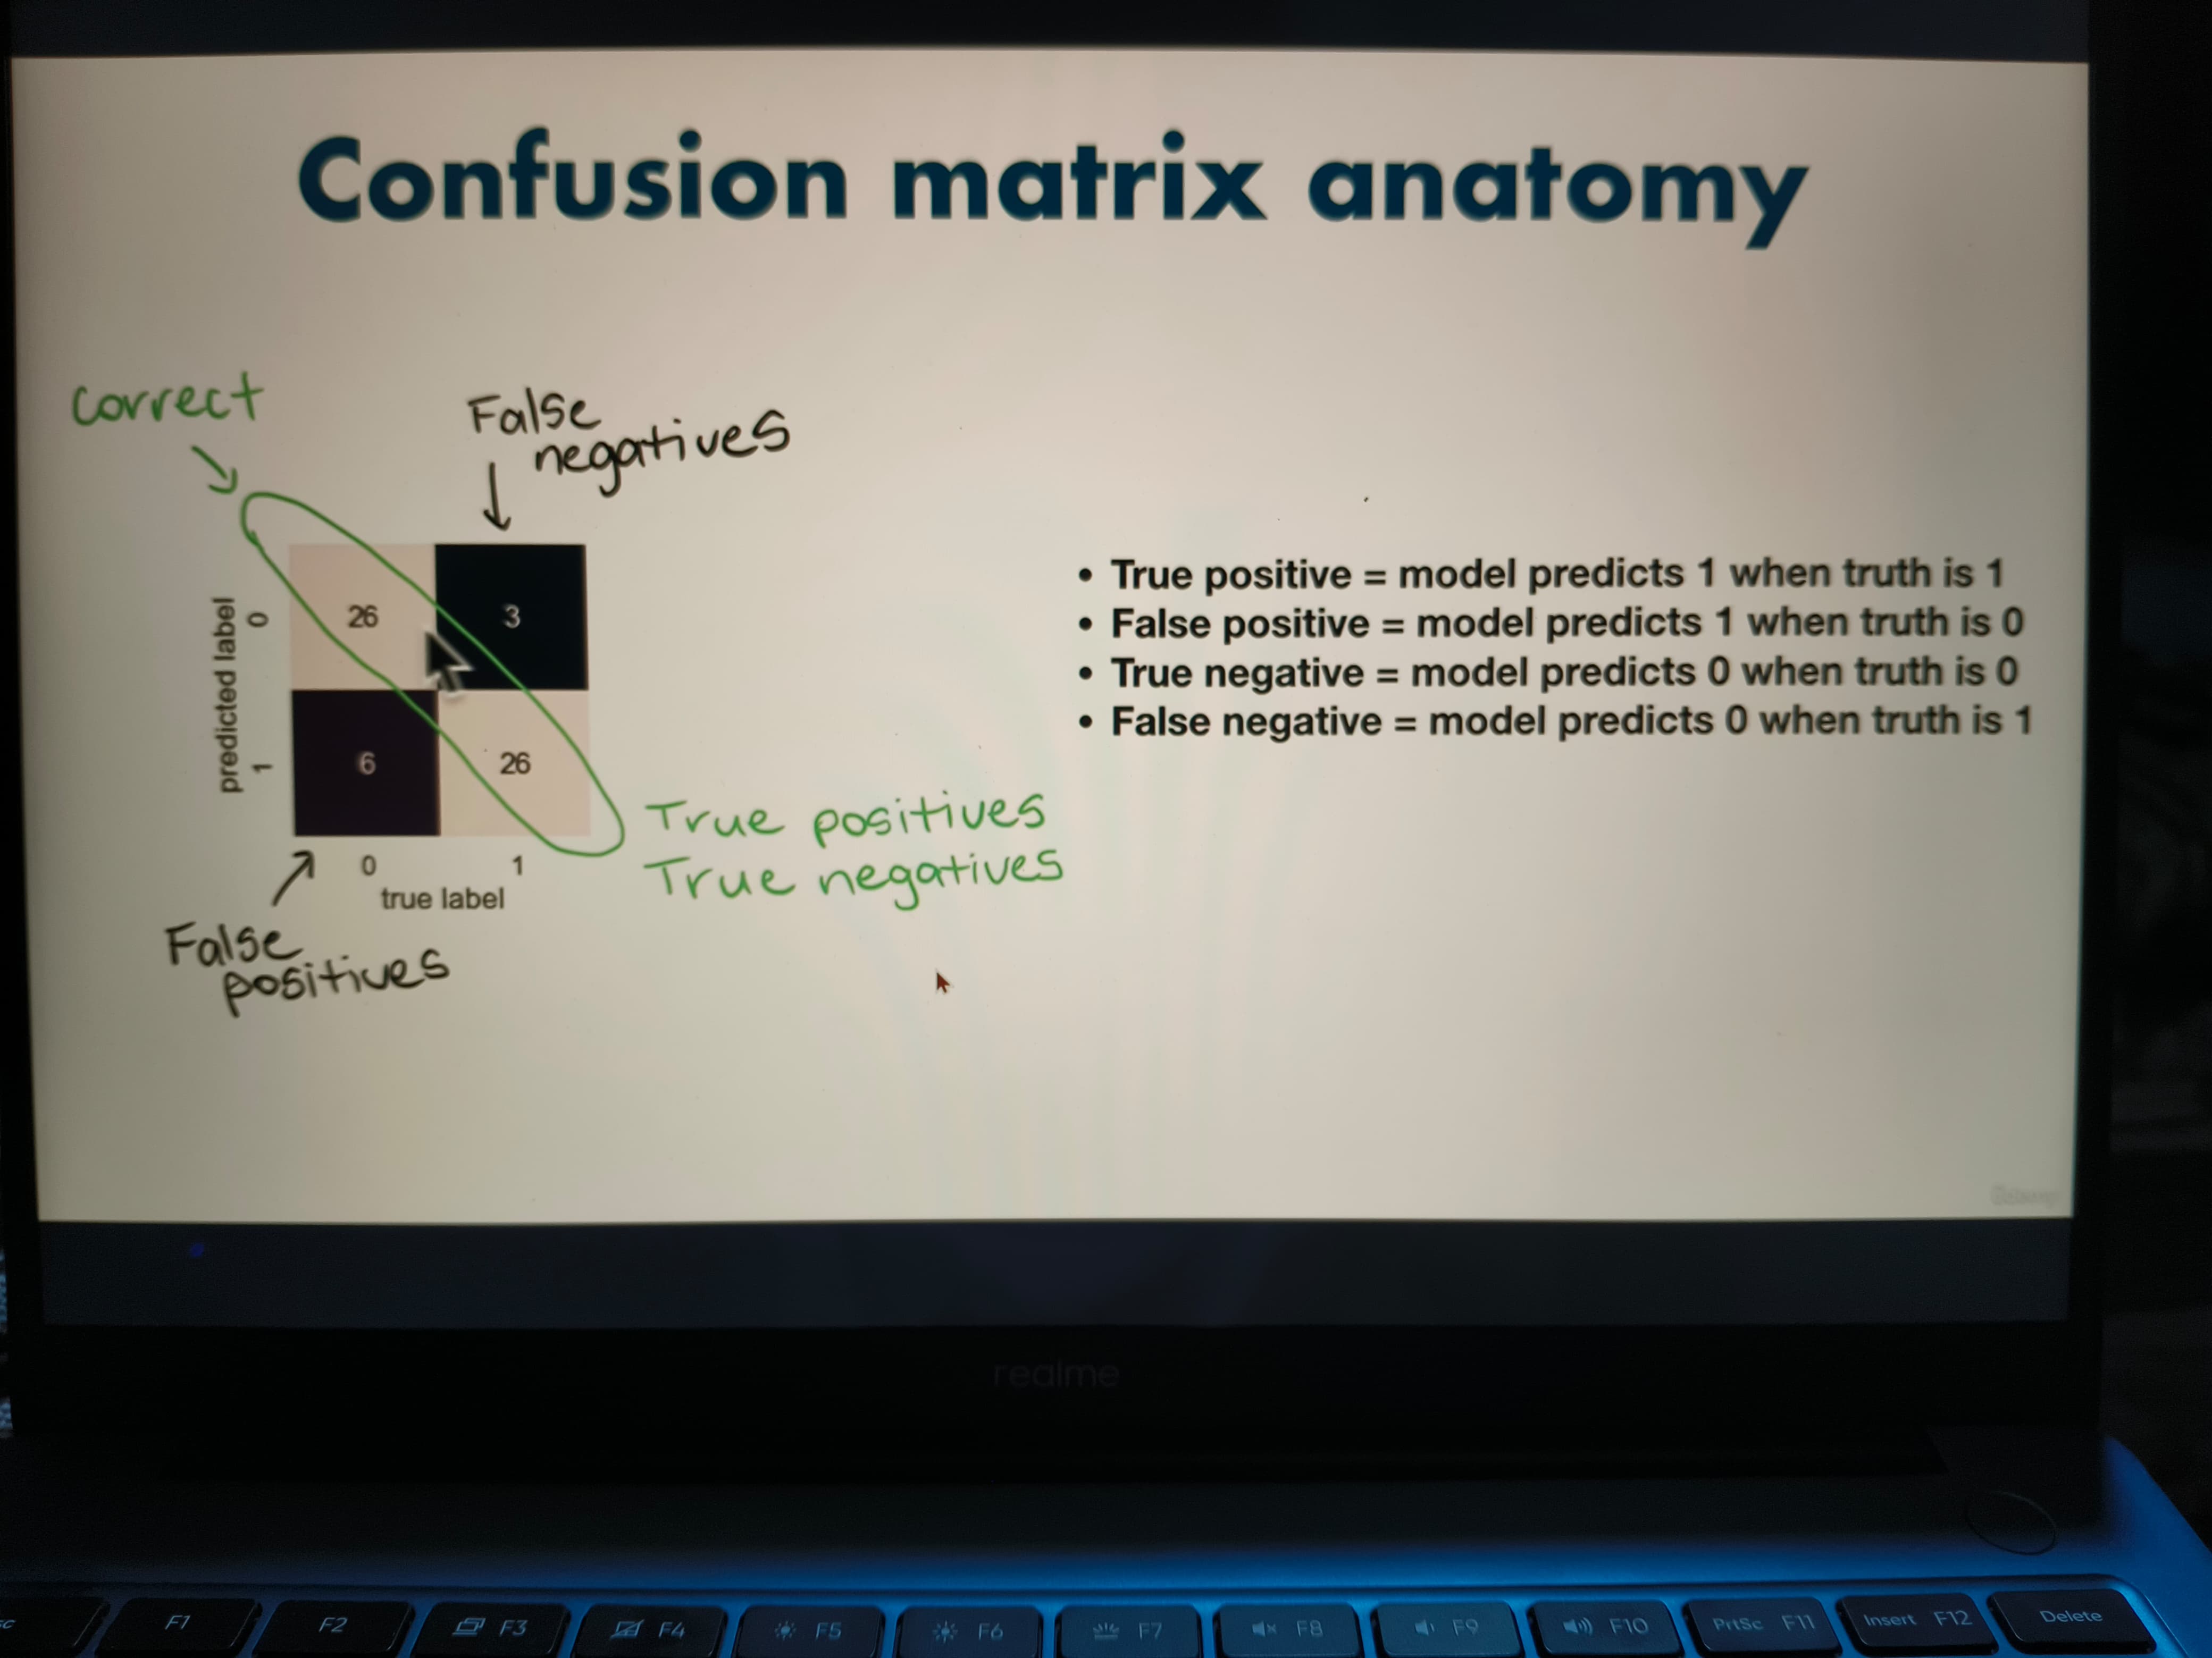 Confusion matrix anatomy
correct
False
negatives
predicted label
0
1
26
3
6
26
0
1
true label
False
positives
True positives
True negatives
• True positive = model predicts 1 when truth is 1
• False positive = model predicts 1 when truth is 0
• True negative = model predicts 0 when truth is 0
• False negative = model predicts 0 when truth is 1
Udemy
realme
F1
F2
F3
F4
F5
F6
F7
F8
F9
F10
PrtSc F11
Insert F12
Delete